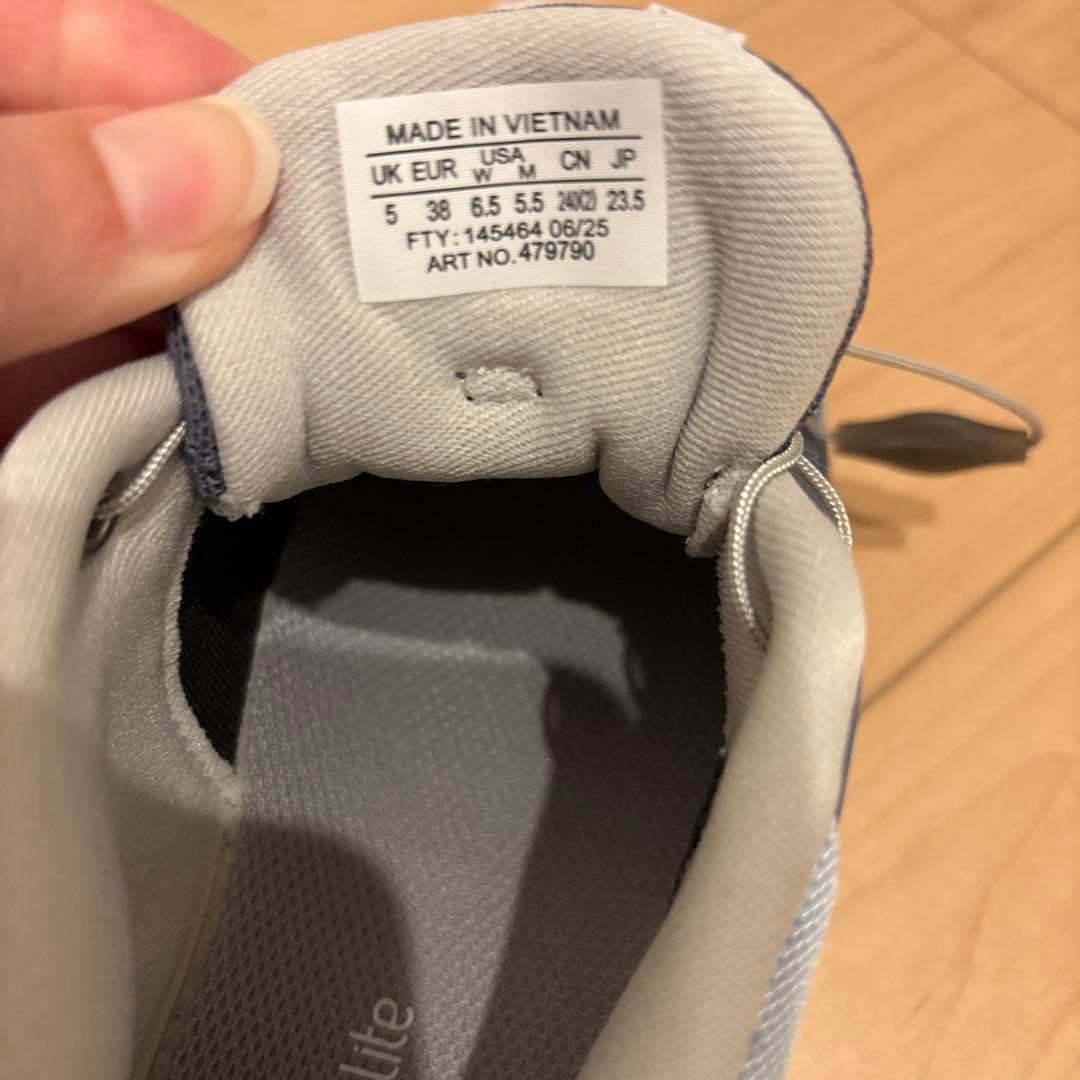 MADE IN VIETNAM
UK EUR USA CN JP
W M
5 38 6.5 5.5 240(2) 23.5
FTY: 145464 06/25
ART NO. 479790
lite